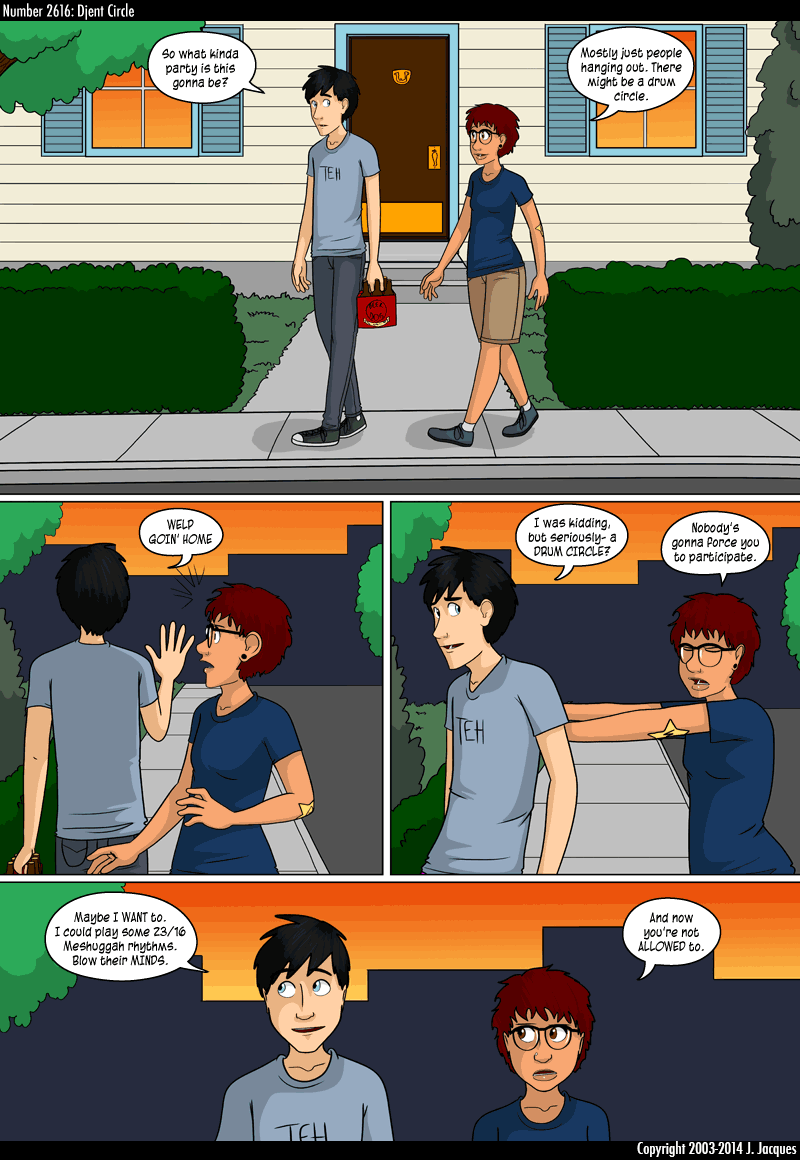 Number 2616: Djent Circle
So what kinda
party is this
gonna be?
Mostly just people
hanging out. There
might be a drum
circle.
TEH
WELD
GOIN' HOME
I was kidding,
but seriously- a
DRUM CIRCLE?
Nobody's
gonna force you
to participate.
TEH
Maybe I WANT to.
I could play some 23/16
Meshuggah rhythms.
Blow their MINDS.
And now
you're not
ALLOWED to.
TEH
Copyright 2003-2014 J. Jacques